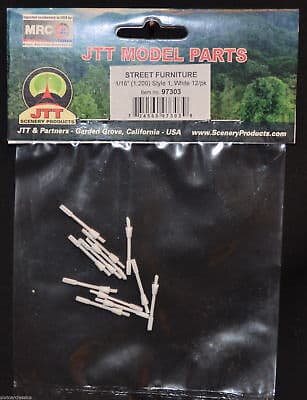 MRC
JTT MODEL PARTS
STREET FURNITURE
1/16" (1:200) Style 1, White 12/pk
Item no. 97303
JTT
SCENERY PRODUCTS
JTT & Partners - Garden Grove, California - USA
www.SceneryProducts.com